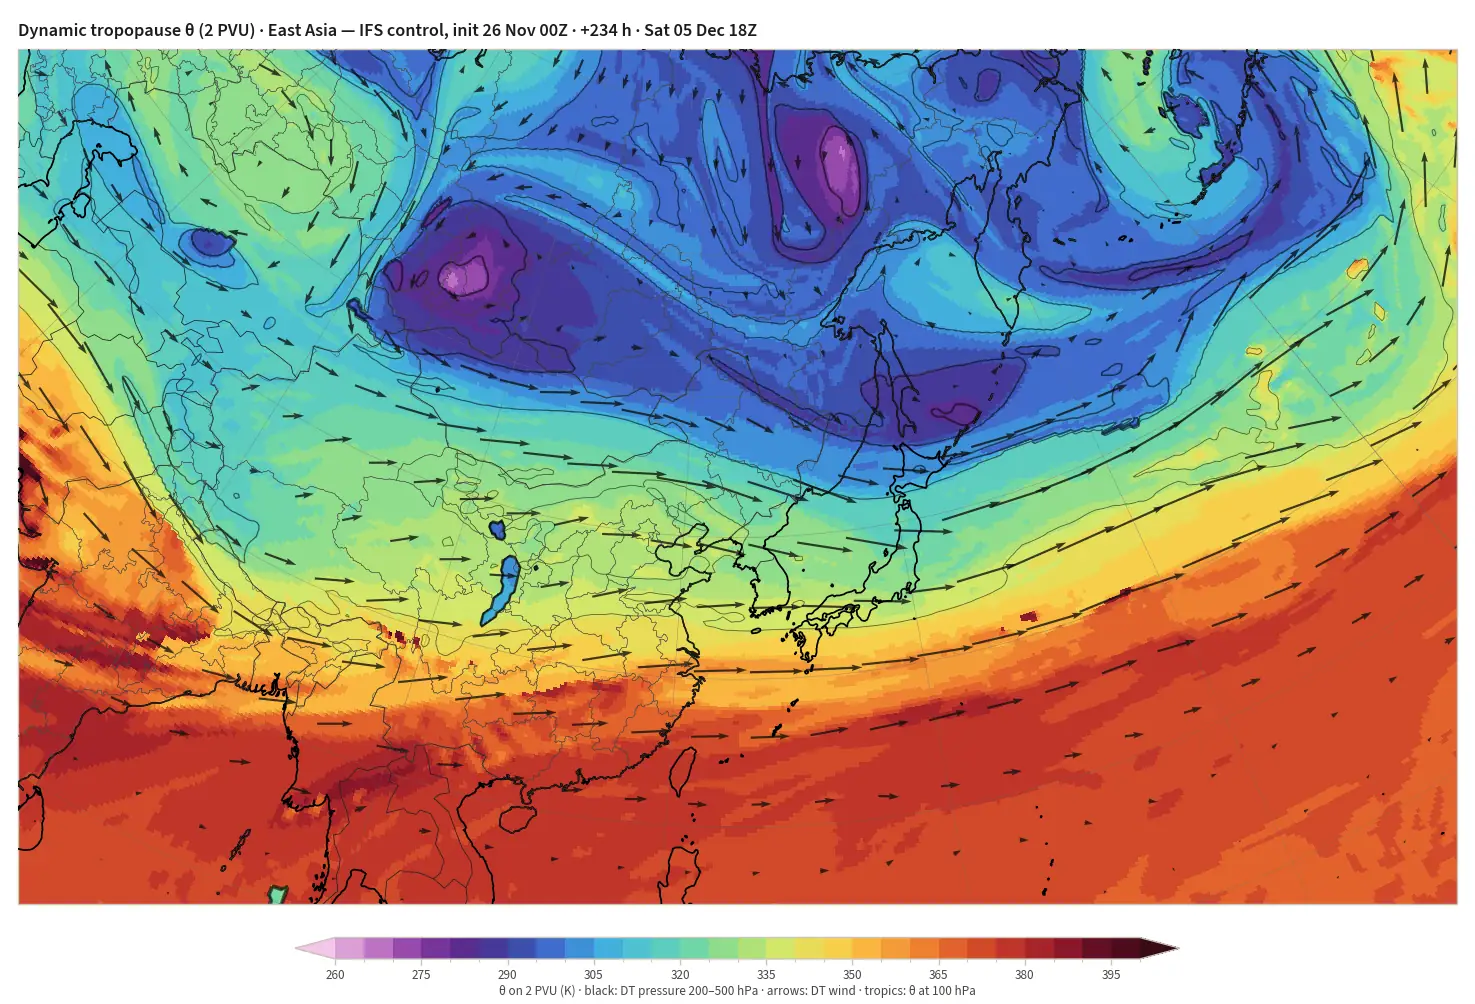 Dynamic tropopause θ (2 PVU) · East Asia — IFS control, init 26 Nov 00Z · +234 h · Sat 05 Dec 18Z
260 275 290 305 320 335 350 365 380 395
θ on 2 PVU (K) · black: DT pressure 200–500 hPa · arrows: DT wind · tropics: θ at 100 hPa